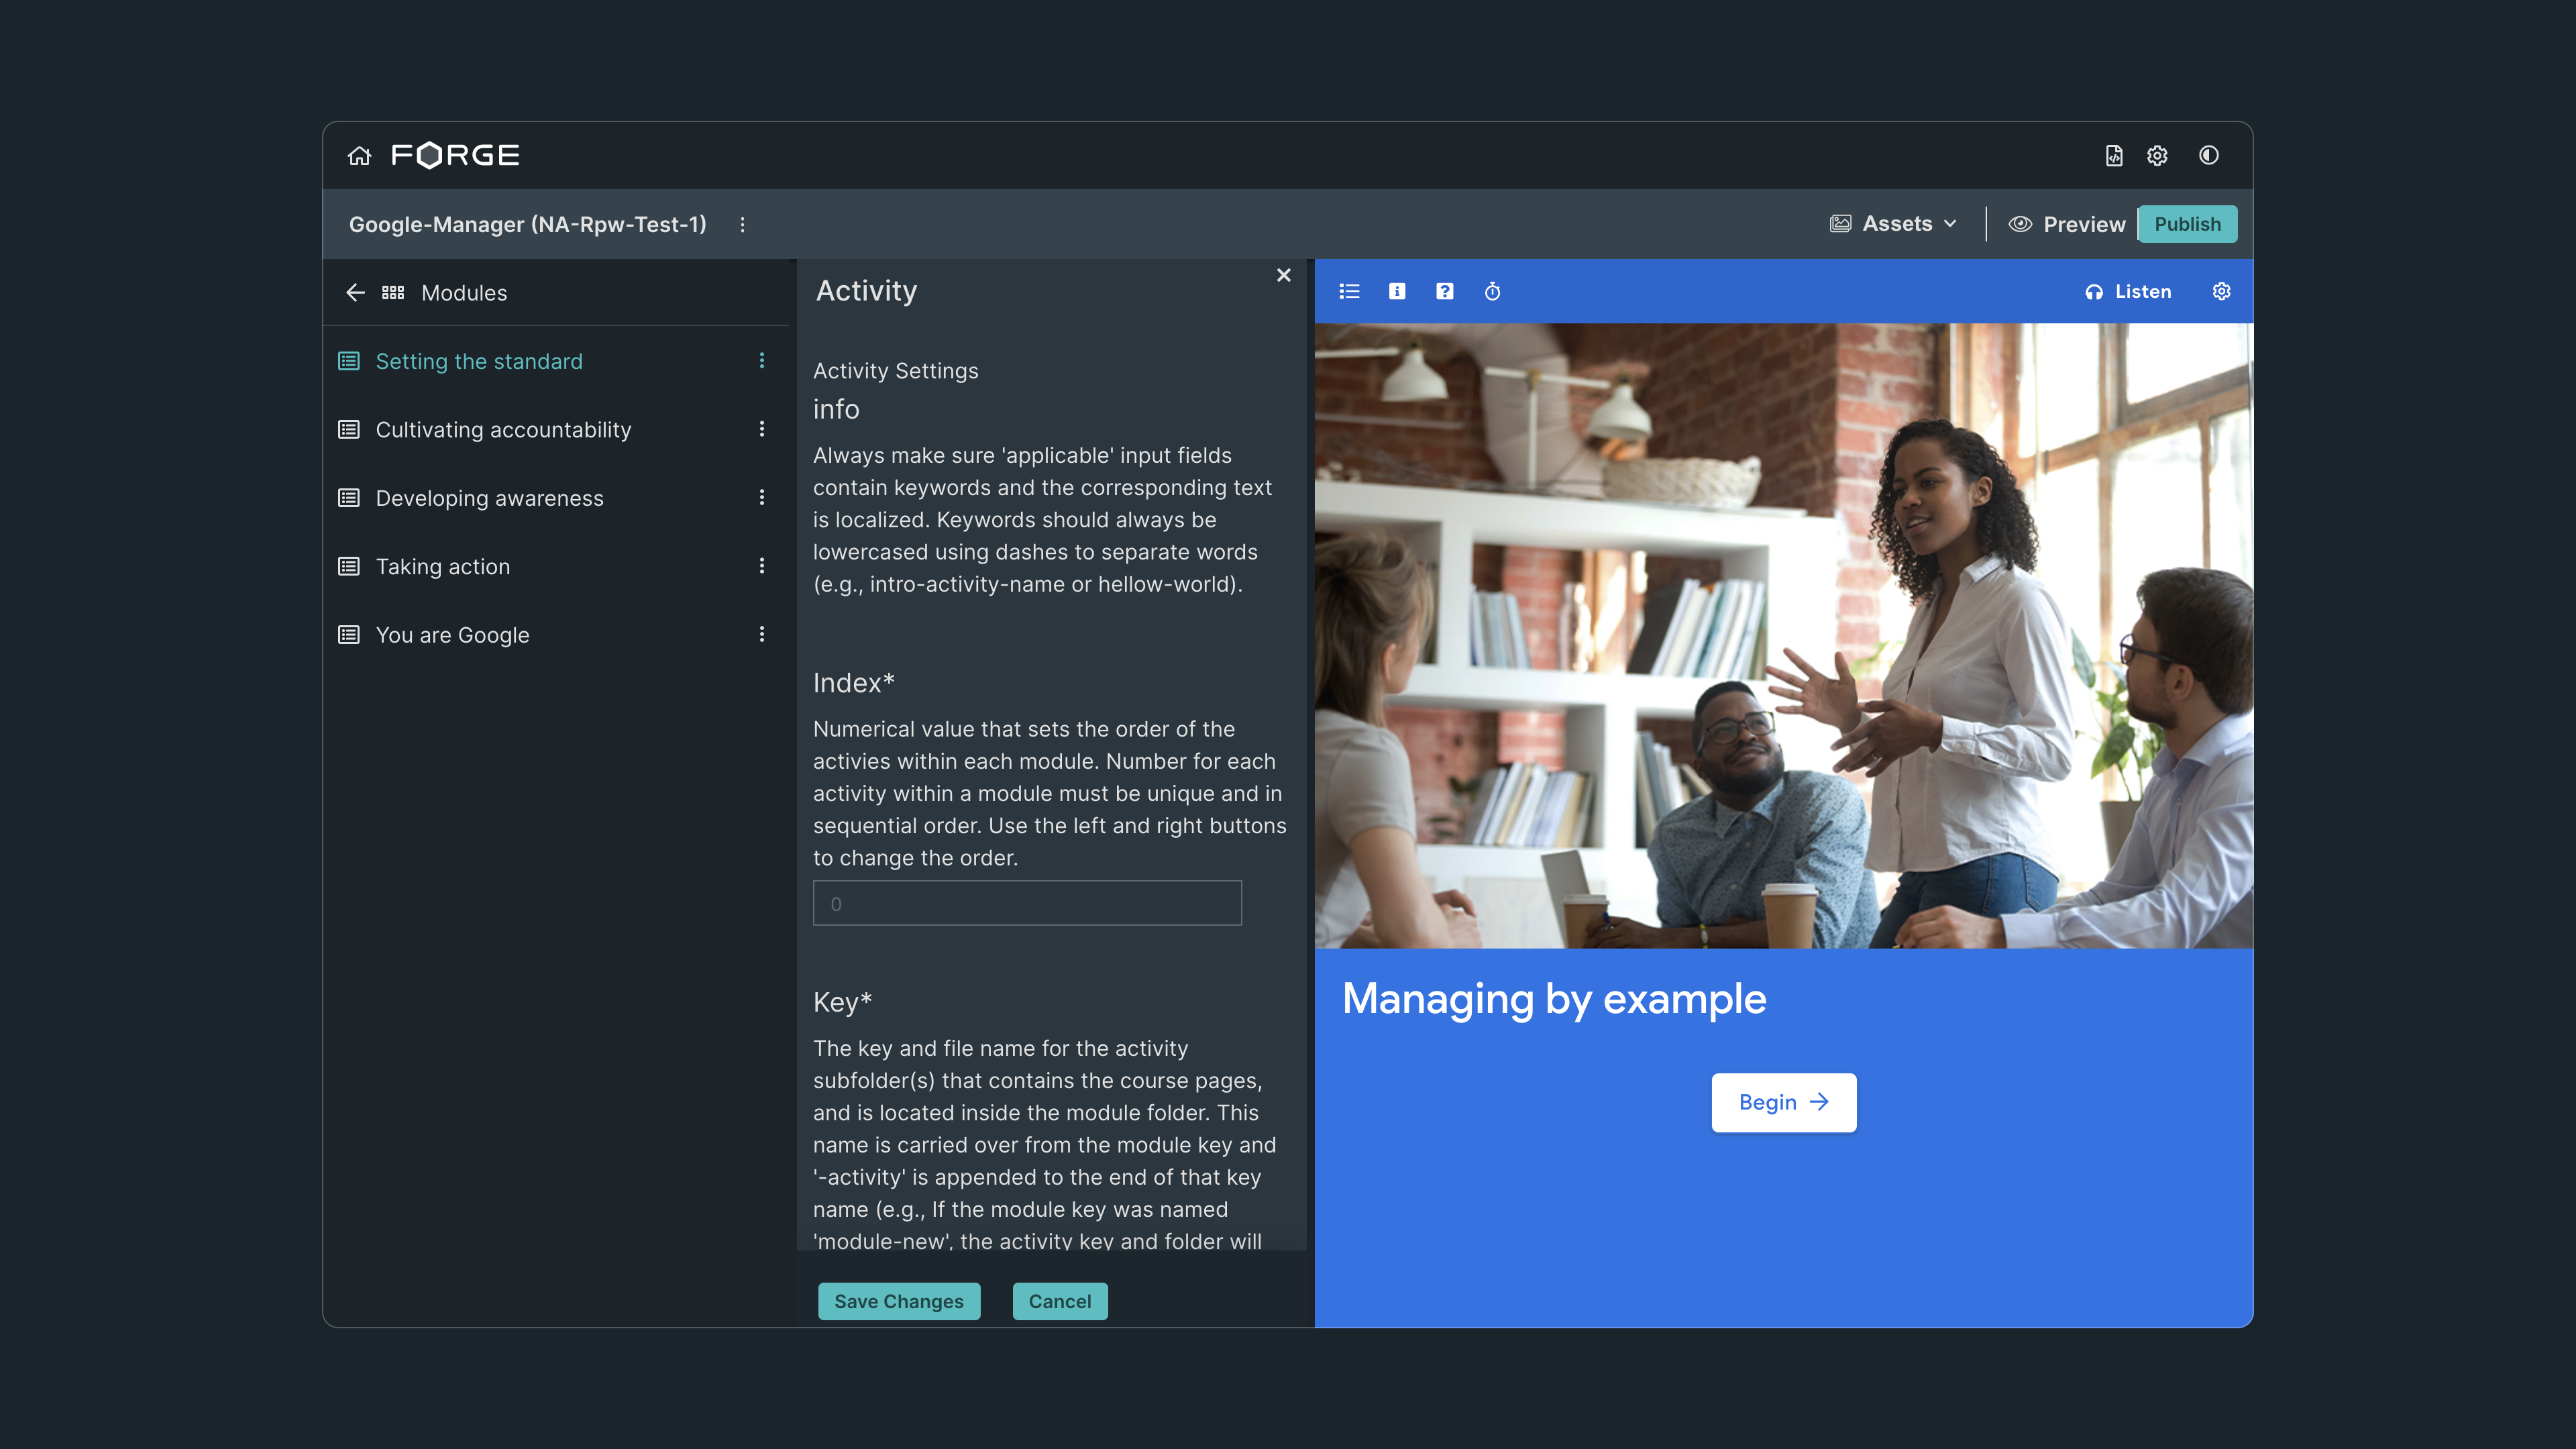 FORGE
Google-Manager (NA-Rpw-Test-1)
Assets
Preview
Publish
Modules
Setting the standard
Cultivating accountability
Developing awareness
Taking action
You are Google
Activity
Activity Settings
info
Always make sure 'applicable' input fields
contain keywords and the corresponding text
is localized. Keywords should always be
lowercased using dashes to separate words
(e.g., intro-activity-name or hellow-world).
Index*
Numerical value that sets the order of the
activies within each module. Number for each
activity within a module must be unique and in
sequential order. Use the left and right buttons
to change the order.
0
Key*
The key and file name for the activity
subfolder(s) that contains the course pages,
and is located inside the module folder. This
name is carried over from the module key and
'-activity' is appended to the end of that key
name (e.g., If the module key was named
'module-new', the activity key and folder will
Save Changes
Cancel
Listen
Managing by example
Begin